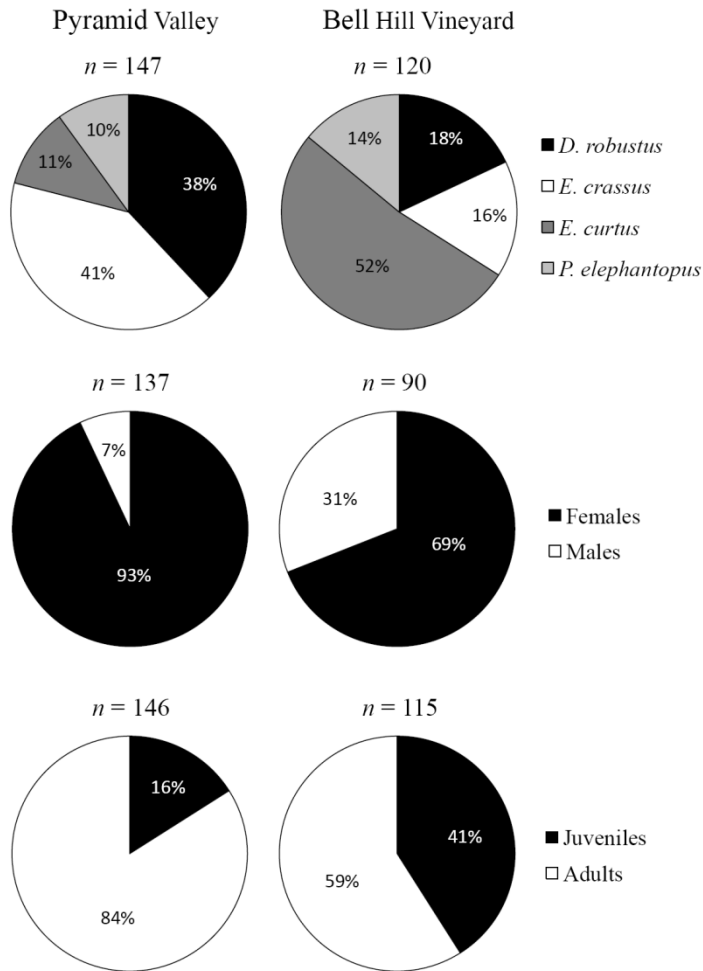 Pyramid Valley
Bell Hill Vineyard
n = 147
n = 120
10%
11%
38%
41%
14%
18%
16%
52%
D. robustus
E. crassus
E. curtus
P. elephantopus
n = 137
n = 90
7%
93%
31%
69%
Females
Males
n = 146
n = 115
16%
84%
41%
59%
Juveniles
Adults